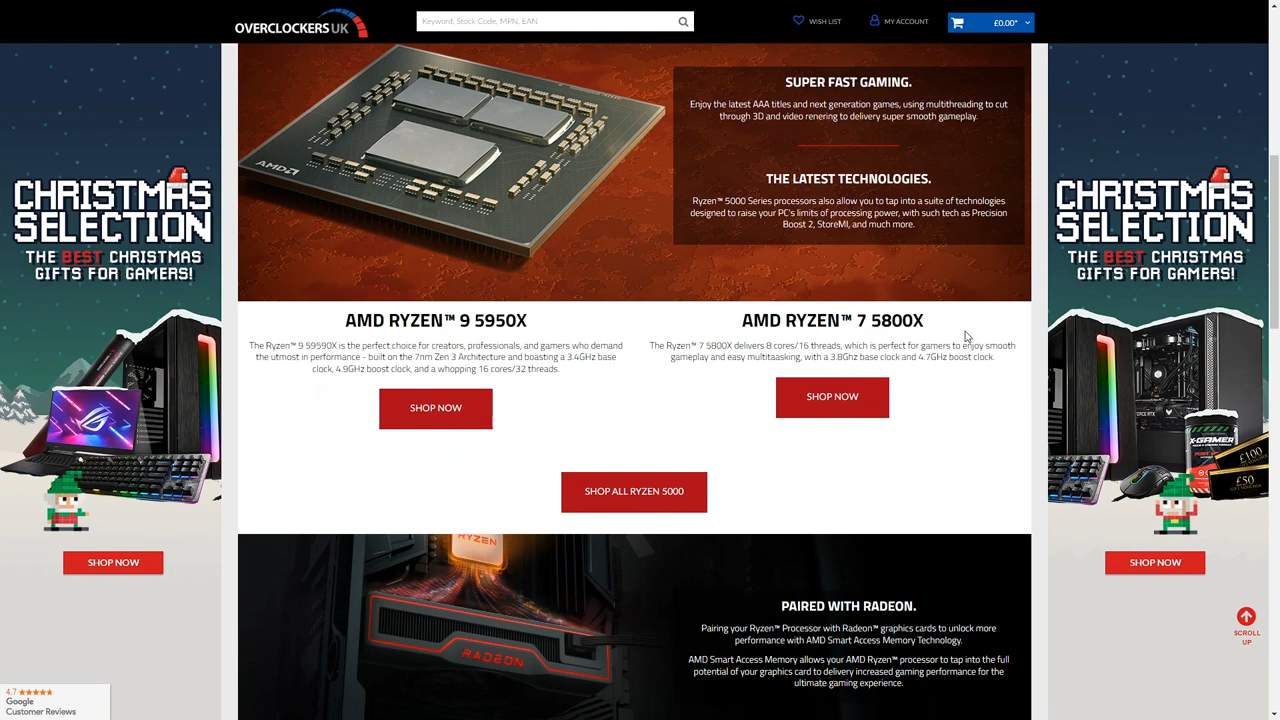 OVERCLOCKERS UK
Keyword, Stock Code, MPN, EAN
WISH LIST
MY ACCOUNT
£0.00*
SUPER FAST GAMING.
Enjoy the latest AAA titles and next generation games, using multithreading to cut
through 3D and video renering to delivery super smooth gameplay.
THE LATEST TECHNOLOGIES.
Ryzen™ 5000 Series processors also allow you to tap into a suite of technologies
designed to raise your PC's limits of processing power, with such tech as Precision
Boost 2, StoreMI, and much more.
AMD
CHRISTMAS
SELECTION
THE BEST CHRISTMAS
GIFTS FOR GAMERS!
SHOP NOW
AMD RYZEN™ 9 5950X
The Ryzen™ 9 59590X is the perfect choice for creators, professionals, and gamers who demand
the utmost in performance - built on the 7nm Zen 3 Architecture and boasting a 3.4GHz base
clock, 4.9GHz boost clock, and a whopping 16 cores/32 threads.
SHOP NOW
AMD RYZEN™ 7 5800X
The Ryzen™ 7 5800X delivers 8 cores/16 threads, which is perfect for gamers to enjoy smooth
gameplay and easy multitaasking, with a 3.8Ghz base clock and 4.7GHz boost clock.
SHOP NOW
SHOP ALL RYZEN 5000
RYZEN
RADEON
PAIRED WITH RADEON.
Pairing your Ryzen™ Processor with Radeon™ graphics cards to unlock more
performance with AMD Smart Access Memory Technology.
AMD Smart Access Memory allows your AMD Ryzen™ processor to tap into the full
potential of your graphics card to delivery increased gaming performance for the
ultimate gaming experience.
CHRISTMAS
SELECTION
THE BEST CHRISTMAS
GIFTS FOR GAMERS!
X-GAMER
£100
£50
SHOP NOW
SCROLL
UP
4.7
Google
Customer Reviews